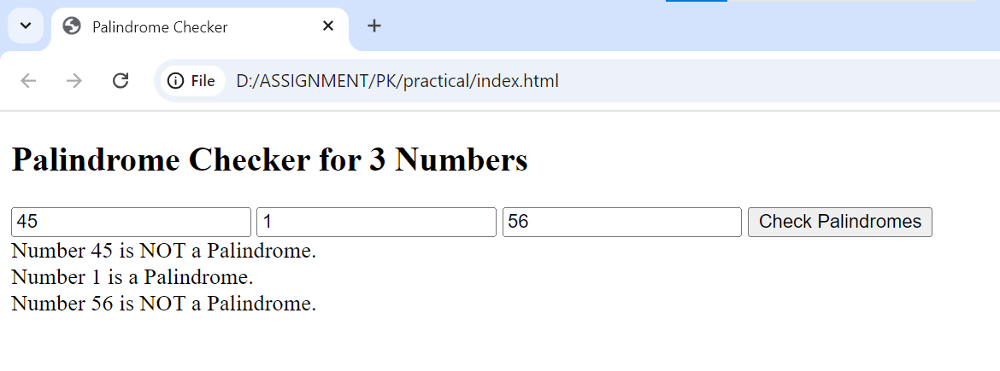 Palindrome Checker
File D:/ASSIGNMENT/PK/practical/index.html
Palindrome Checker for 3 Numbers
45 1 56 Check Palindromes
Number 45 is NOT a Palindrome.
Number 1 is a Palindrome.
Number 56 is NOT a Palindrome.